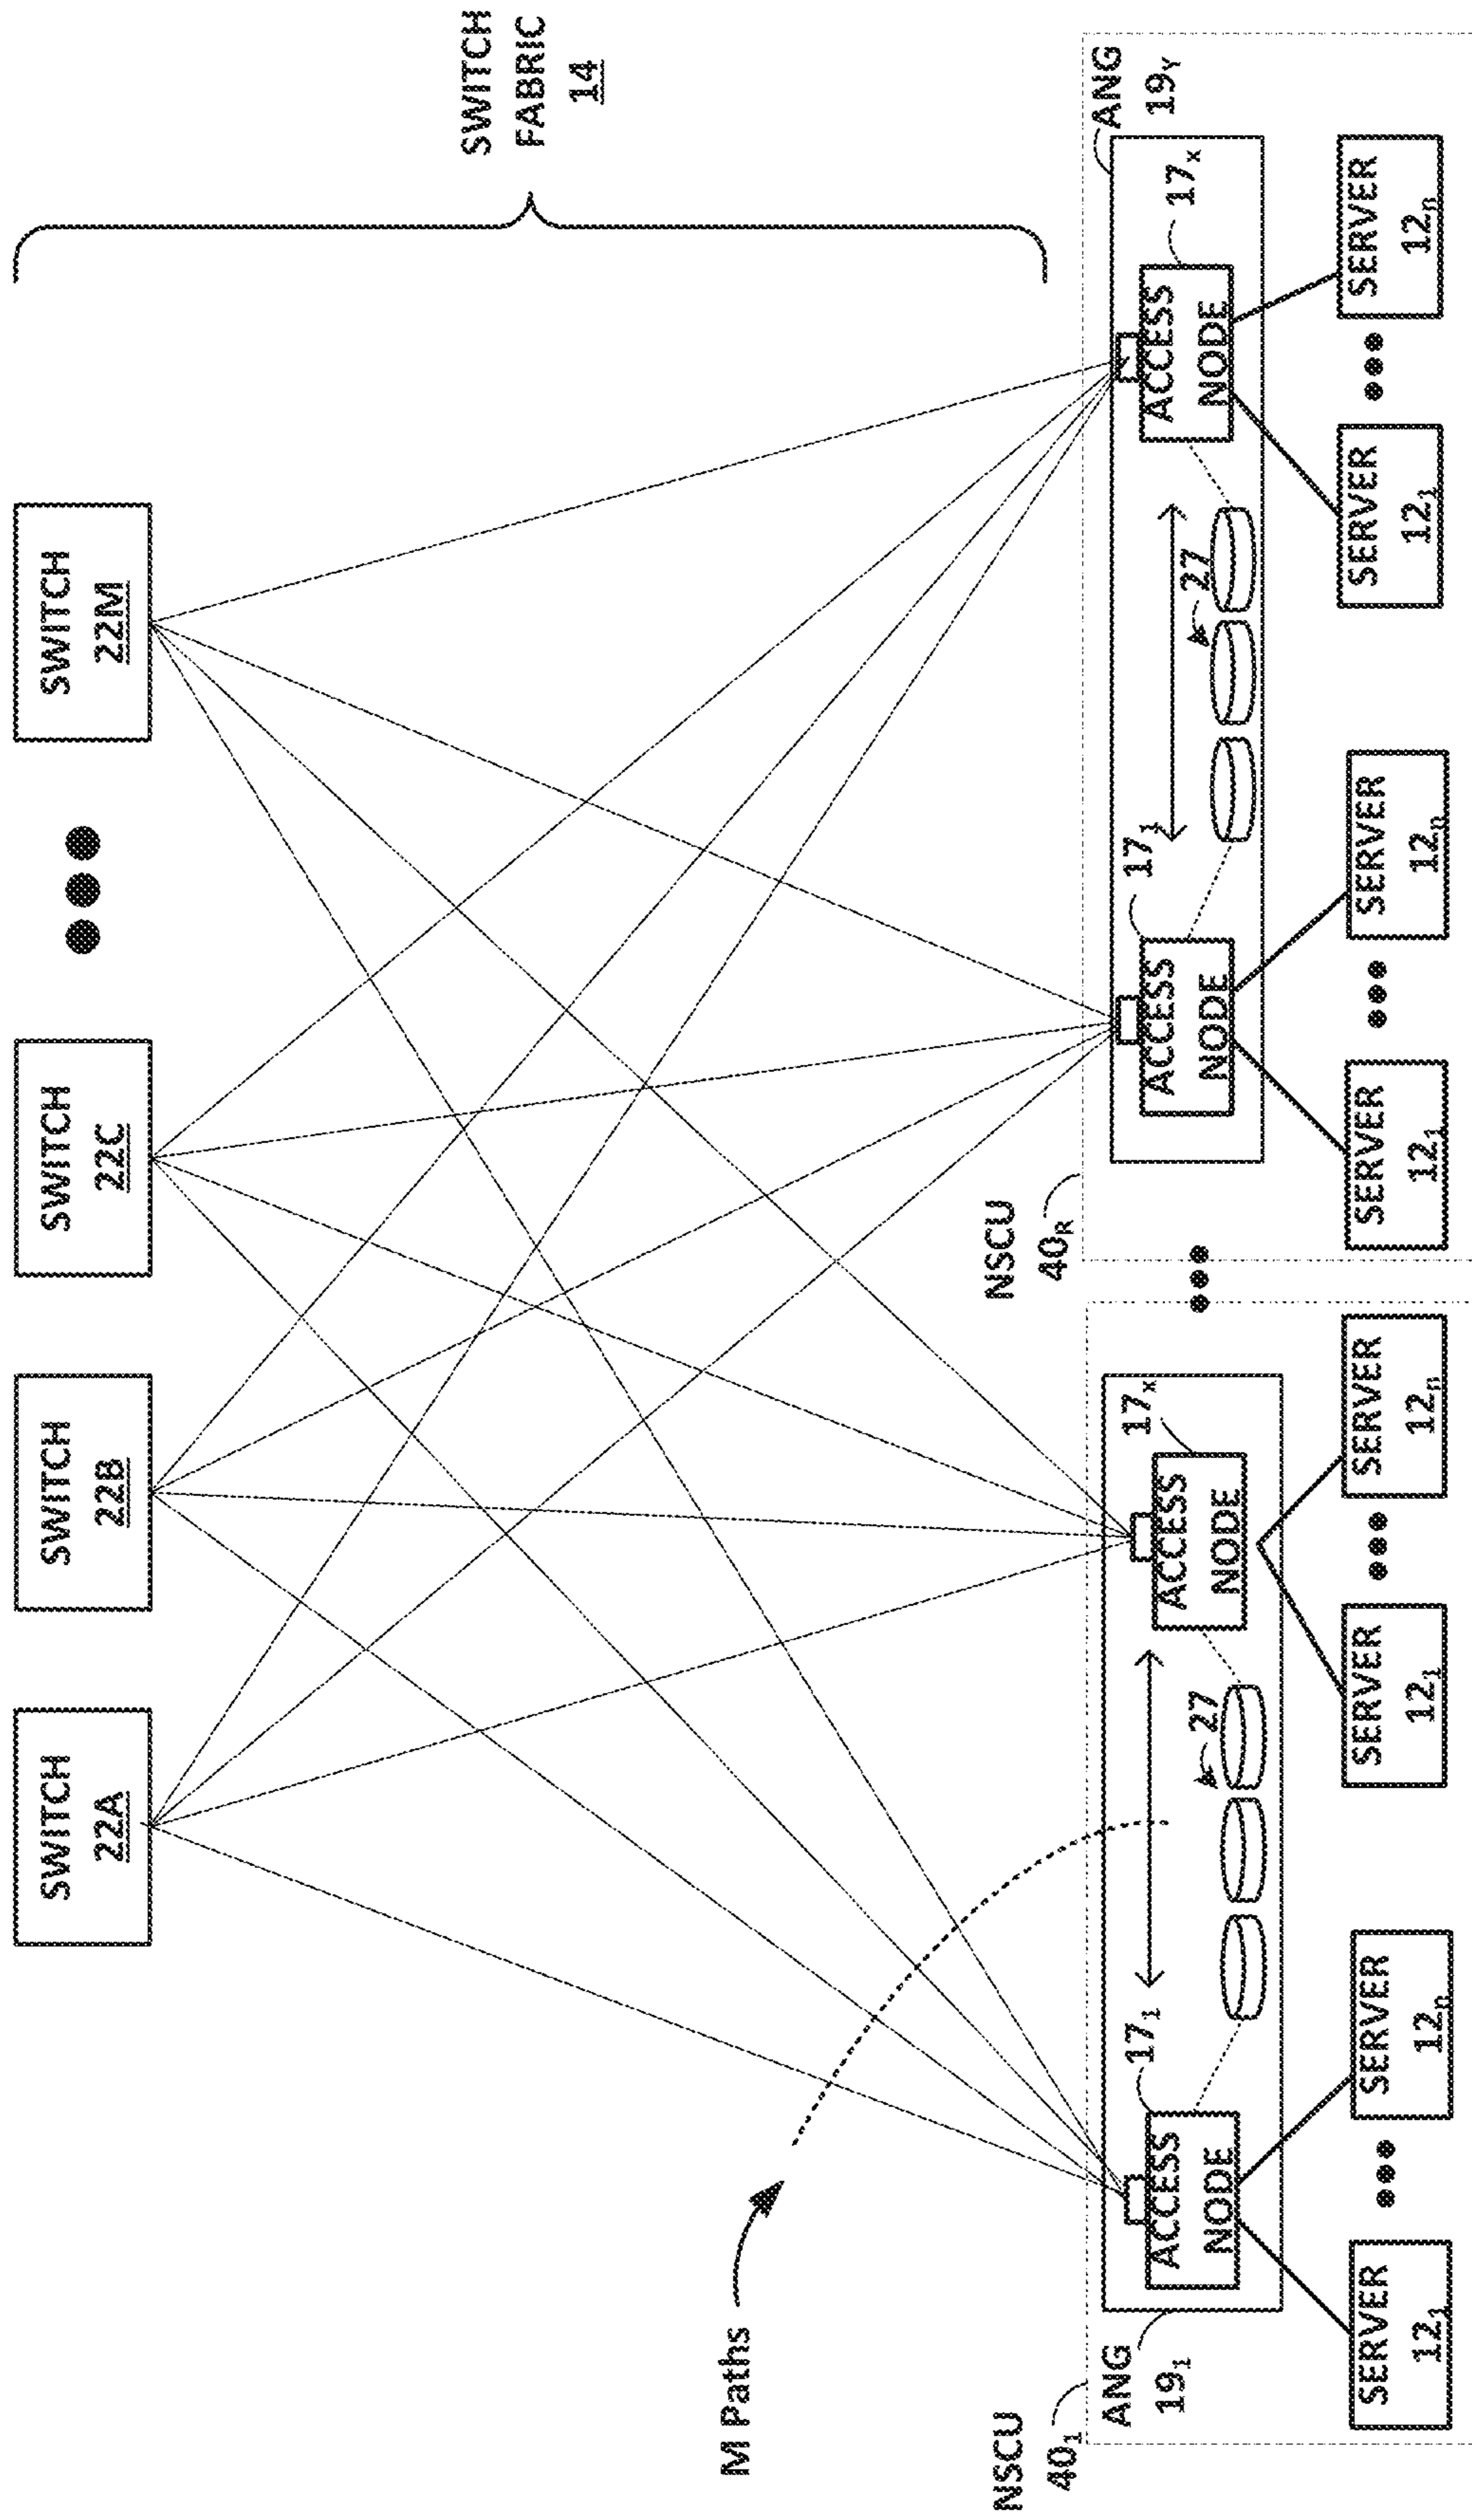 SWITCH
22A
SWITCH
22B
SWITCH
22C
SWITCH
22M
SWITCH
FABRIC
14
M Paths
NSCU
40₁
ANG
19₁
17₁
ACCESS
NODE
27
17ₓ
ACCESS
NODE
SERVER
12₁
SERVER
12ₙ
SERVER
12₁
SERVER
12ₙ
NSCU
40R
ANG
19Y
17₁
ACCESS
NODE
27
17ₓ
ACCESS
NODE
SERVER
12₁
SERVER
12ₙ
SERVER
12₁
SERVER
12ₙ